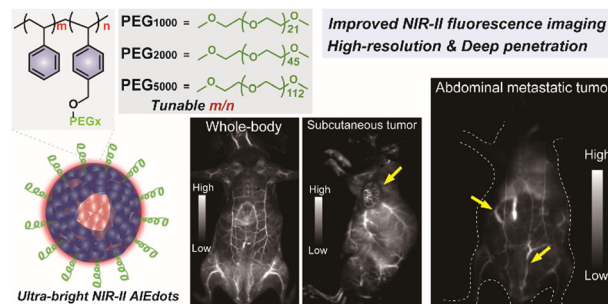 m
n
O
PEGx
PEG1000 = O O O 21
PEG2000 = O O O 45
PEG5000 = O O O 112
Tunable m/n
Improved NIR-II fluorescence imaging
High-resolution & Deep penetration
Ultra-bright NIR-II AIEdots
Whole-body
High
Low
Subcutaneous tumor
High
Low
Abdominal metastatic tumor
High
Low